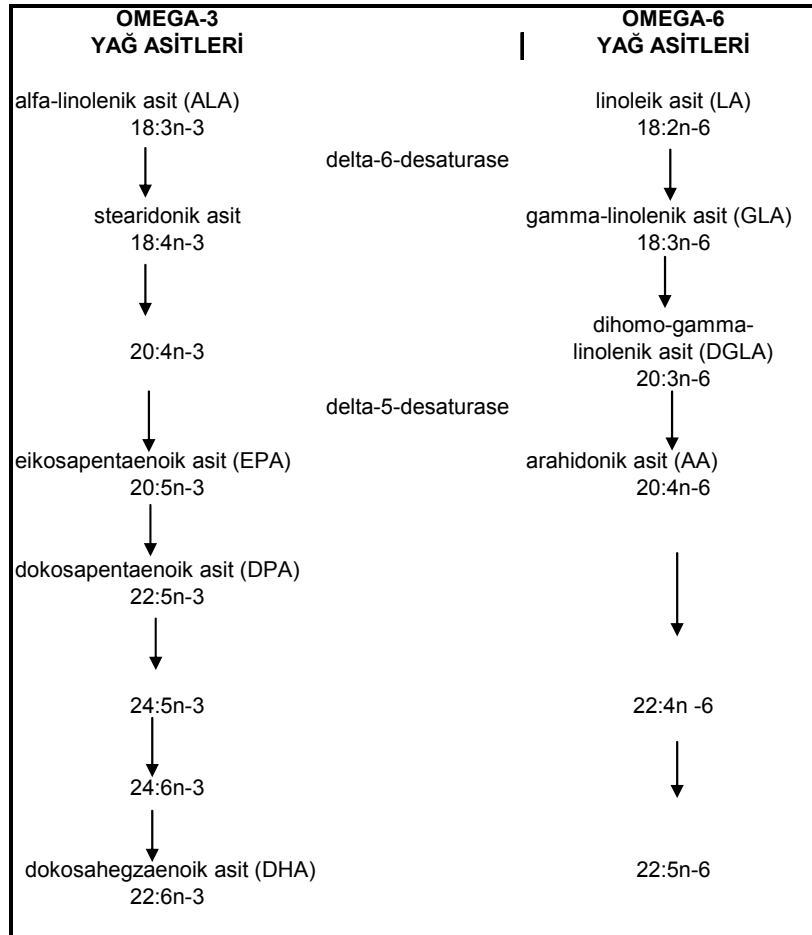 OMEGA-3
YAĞ ASİTLERİ
OMEGA-6
YAĞ ASİTLERİ
alfa-linolenik asit (ALA)
18:3n-3
linoleik asit (LA)
18:2n-6
delta-6-desaturase
stearidonik asit
18:4n-3
gamma-linolenik asit (GLA)
18:3n-6
20:4n-3
dihomo-gamma-
linolenik asit (DGLA)
20:3n-6
delta-5-desaturase
eikosapentaenoik asit (EPA)
20:5n-3
arahidonik asit (AA)
20:4n-6
dokosapentaenoik asit (DPA)
22:5n-3
24:5n-3
22:4n -6
24:6n-3
dokosahegzaenoik asit (DHA)
22:6n-3
22:5n-6